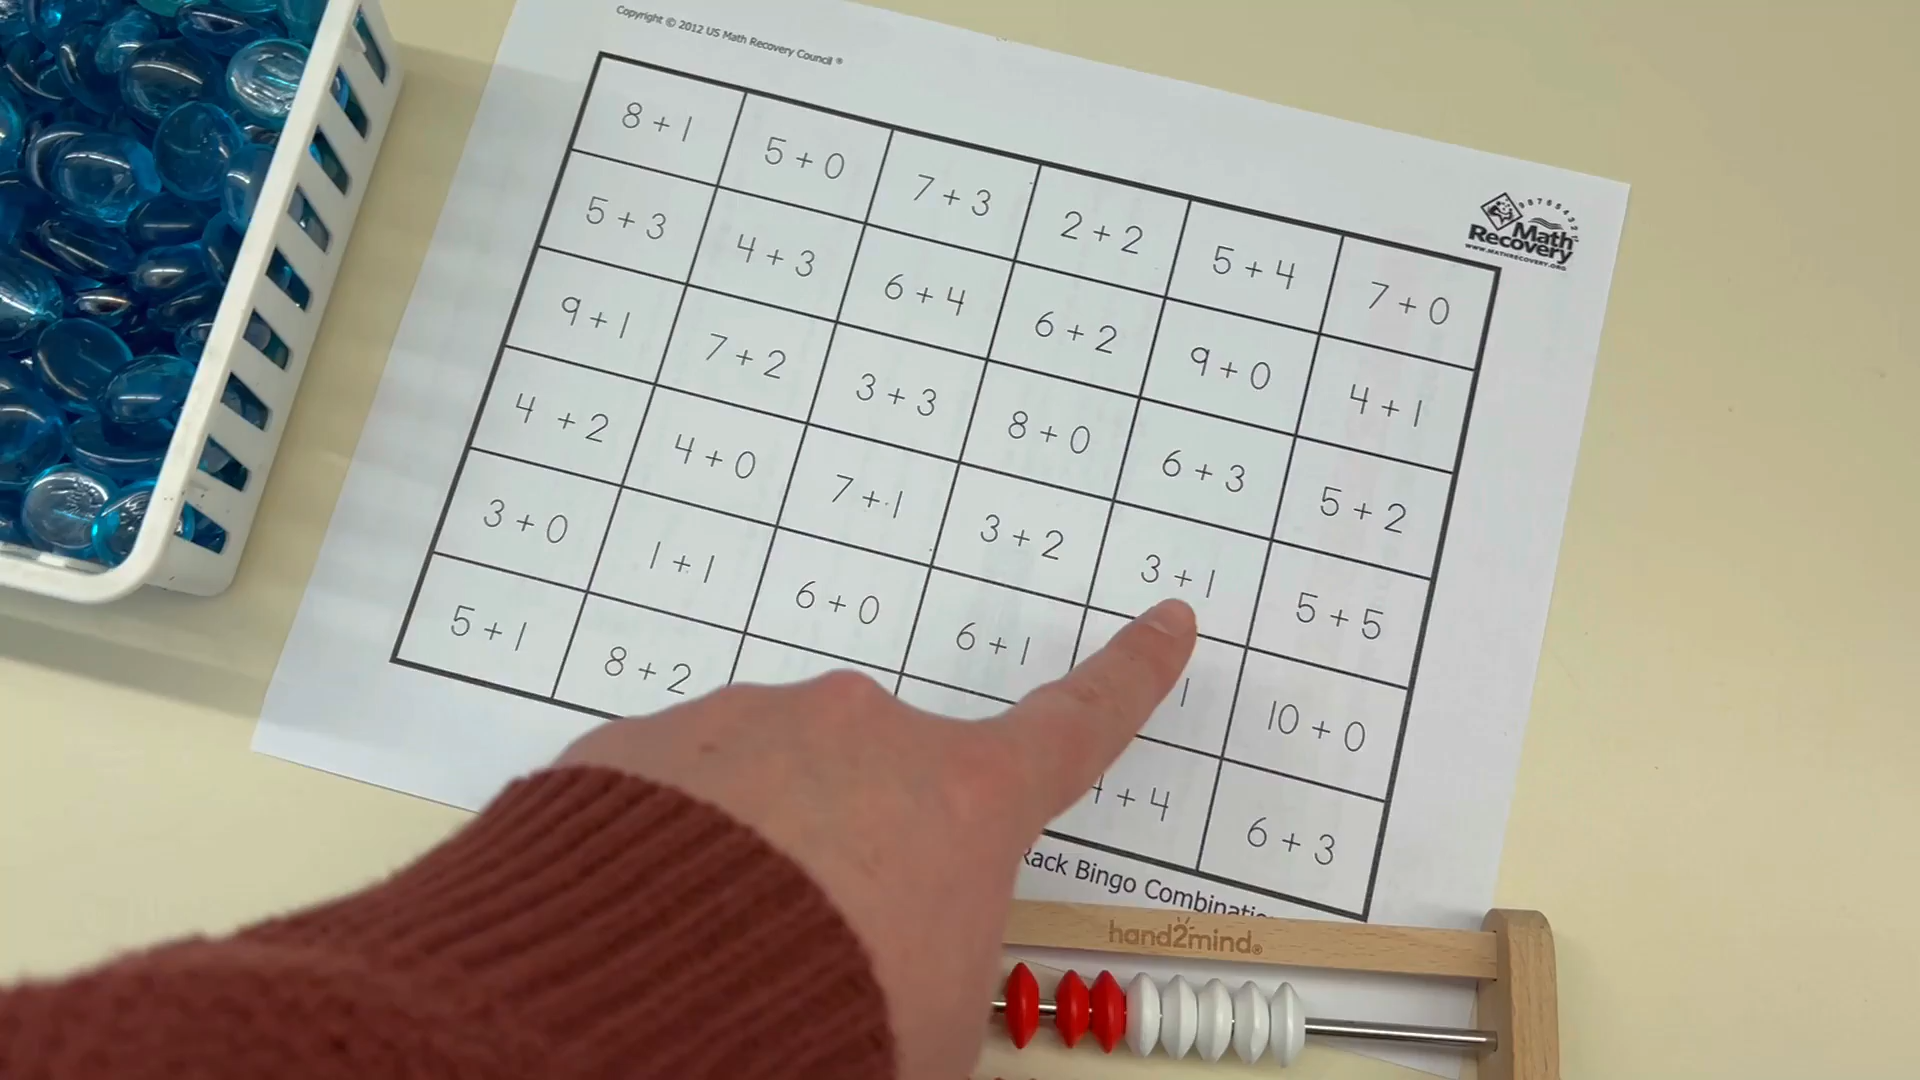 Copyright © 2012 US Math Recovery Council ®
Math
Recovery
WWW.MATHRECOVERY.ORG
8 + 1 5 + 0 7 + 3 2 + 2 5 + 4 7 + 0
5 + 3 4 + 3 6 + 4 6 + 2 9 + 0 4 + 1
9 + 1 7 + 2 3 + 3 8 + 0 6 + 3 5 + 2
4 + 2 4 + 0 7 + 1 3 + 2 3 + 1 5 + 5
3 + 0 1 + 1 6 + 0 6 + 1 1 10 + 0
5 + 1 8 + 2 4 + 4 6 + 3
Rack Bingo
hand2mind®